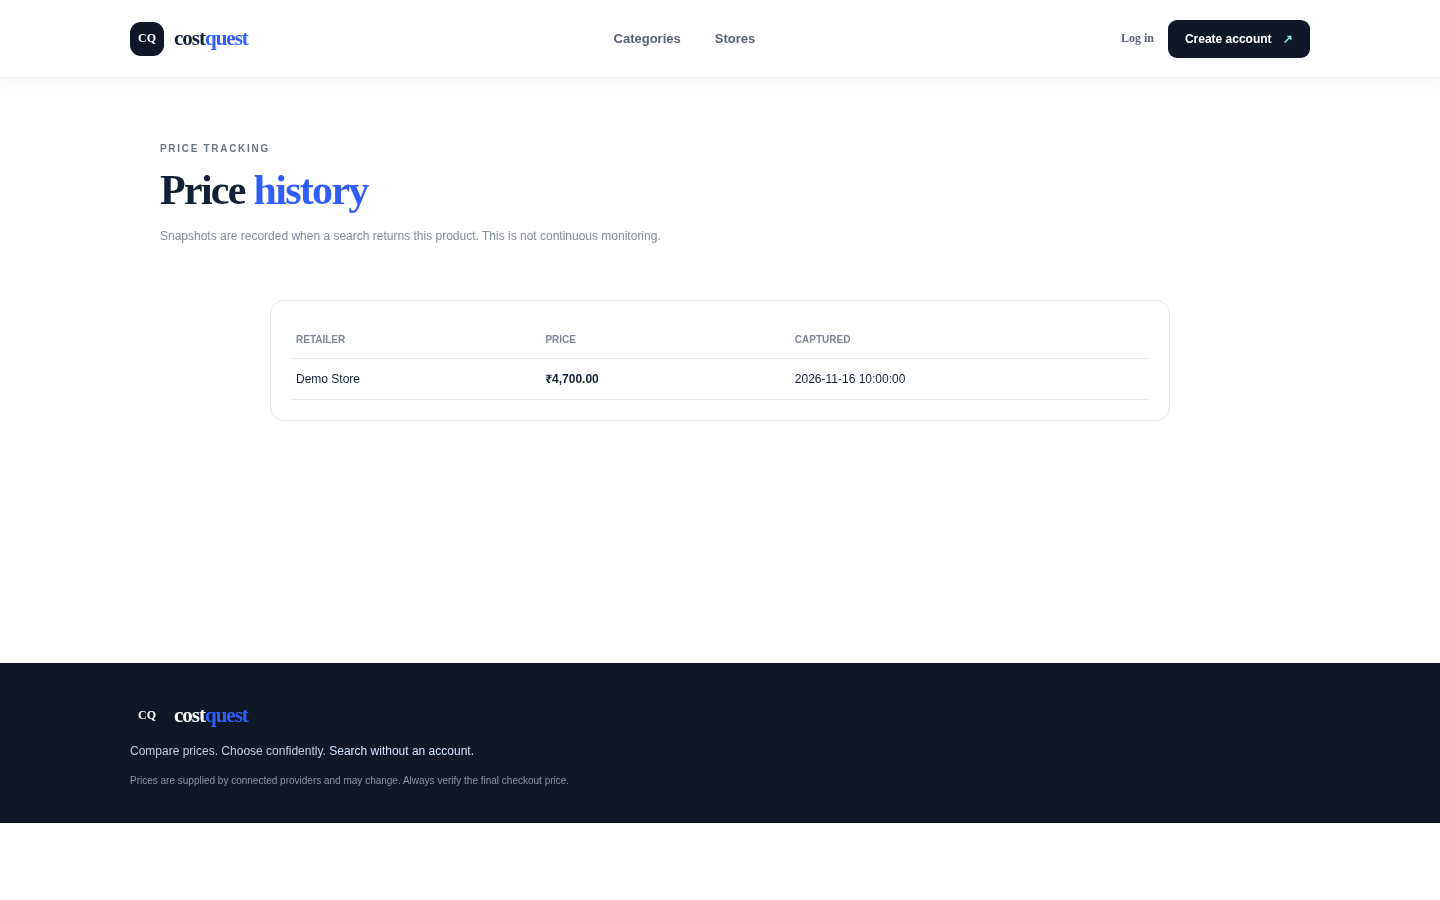 CQ costquest Categories Stores Log in Create account ↗
PRICE TRACKING
Price history
Snapshots are recorded when a search returns this product. This is not continuous monitoring.
RETAILER PRICE CAPTURED
Demo Store ₹4,700.00 2026-11-16 10:00:00
CQ costquest
Compare prices. Choose confidently. Search without an account.
Prices are supplied by connected providers and may change. Always verify the final checkout price.